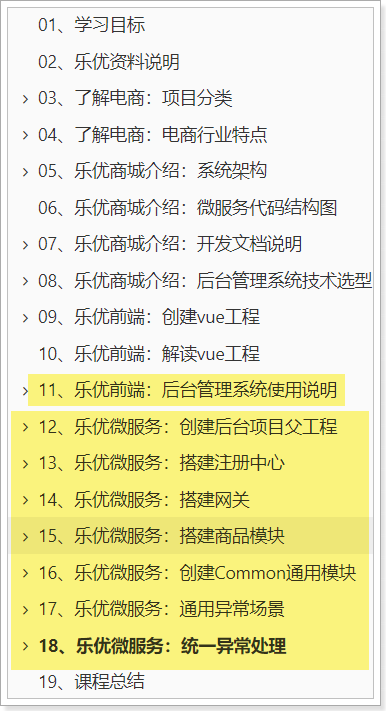 01、学习目标
02、乐优资料说明
03、了解电商：项目分类
04、了解电商：电商行业特点
05、乐优商城介绍：系统架构
06、乐优商城介绍：微服务代码结构图
07、乐优商城介绍：开发文档说明
08、乐优商城介绍：后台管理系统技术选型
09、乐优前端：创建vue工程
10、乐优前端：解读vue工程
11、乐优前端：后台管理系统使用说明
12、乐优微服务：创建后台项目父工程
13、乐优微服务：搭建注册中心
14、乐优微服务：搭建网关
15、乐优微服务：搭建商品模块
16、乐优微服务：创建Common通用模块
17、乐优微服务：通用异常场景
18、乐优微服务：统一异常处理
19、课程总结